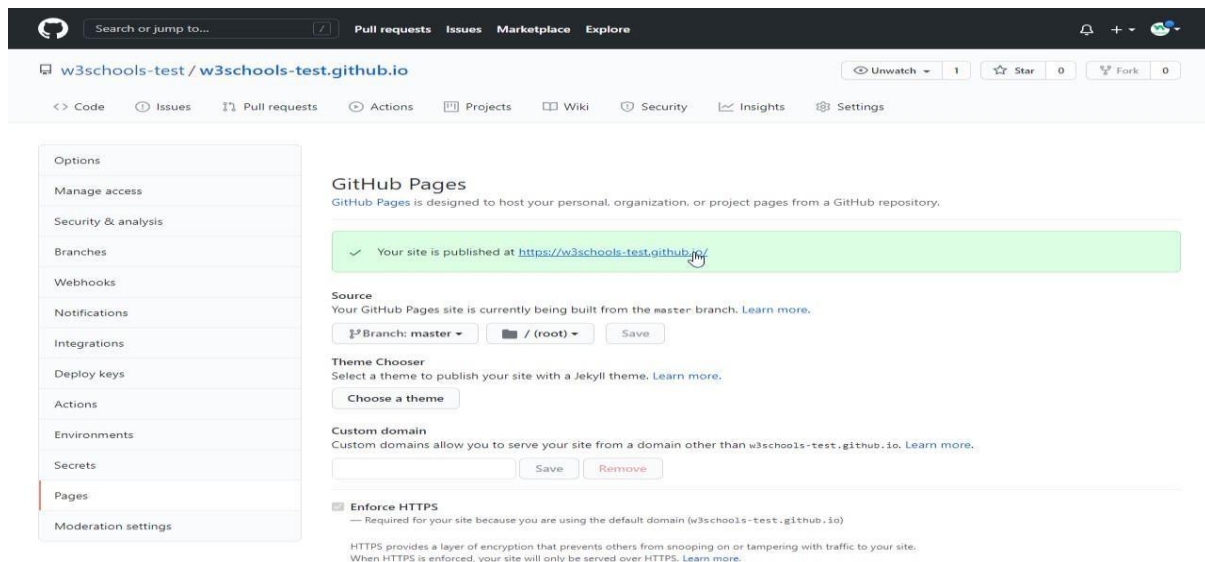 Search or jump to... /
Pull requests Issues Marketplace Explore
w3schools-test / w3schools-test.github.io
Unwatch 1 Star 0 Fork 0
Code Issues Pull requests Actions Projects Wiki Security Insights Settings
Options
Manage access
Security & analysis
Branches
Webhooks
Notifications
Integrations
Deploy keys
Actions
Environments
Secrets
Pages
Moderation settings
GitHub Pages
GitHub Pages is designed to host your personal, organization, or project pages from a GitHub repository.
Your site is published at https://w3schools-test.github.io/
Source
Your GitHub Pages site is currently being built from the master branch. Learn more.
Branch: master / (root) Save
Theme Chooser
Select a theme to publish your site with a Jekyll theme. Learn more.
Choose a theme
Custom domain
Custom domains allow you to serve your site from a domain other than w3schools-test.github.io. Learn more.
Save Remove
Enforce HTTPS
— Required for your site because you are using the default domain (w3schools-test.github.io)
HTTPS provides a layer of encryption that prevents others from snooping on or tampering with traffic to your site.
When HTTPS is enforced, your site will only be served over HTTPS. Learn more.